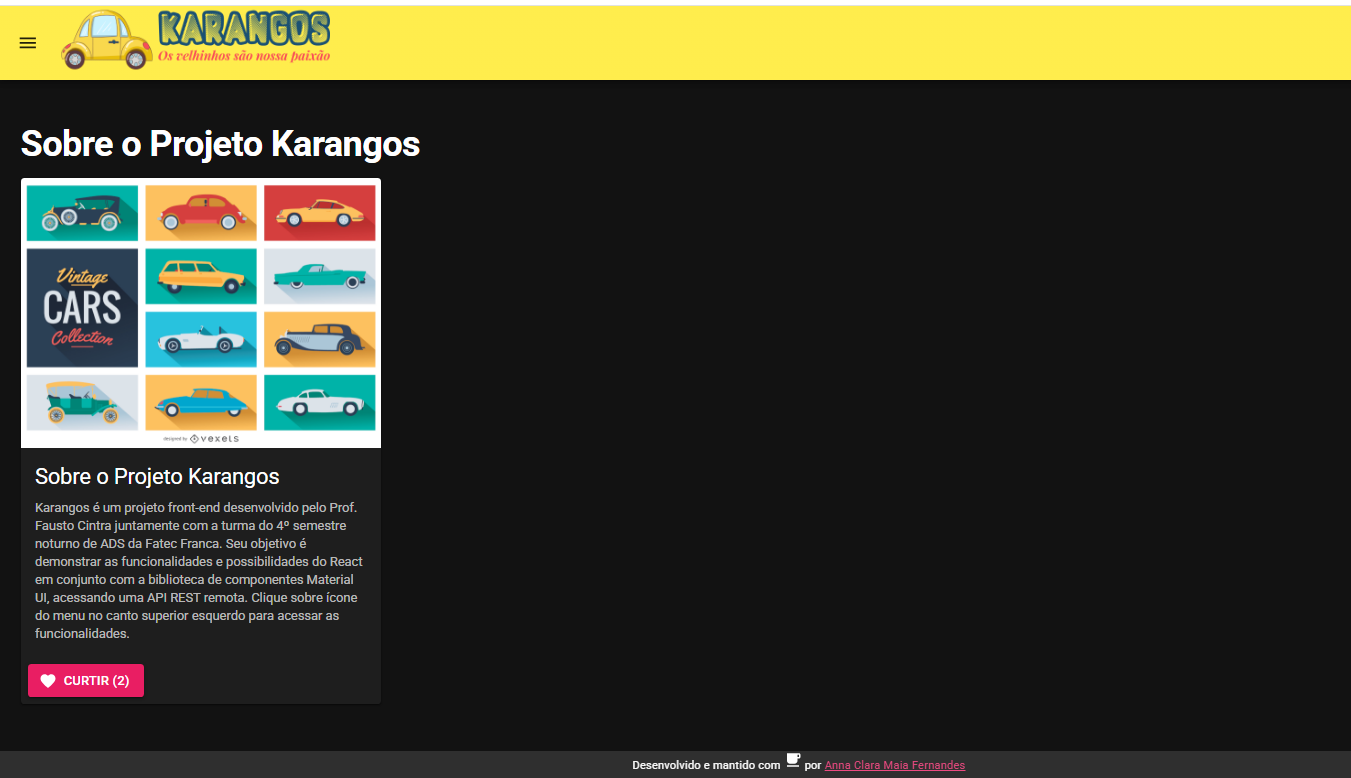 KARANGOS
Os velhinhos são nossa paixão
Sobre o Projeto Karangos
Vintage
CARS
Collection
designed by vexels
Sobre o Projeto Karangos
Karangos é um projeto front-end desenvolvido pelo Prof.
Fausto Cintra juntamente com a turma do 4º semestre
noturno de ADS da Fatec Franca. Seu objetivo é
demonstrar as funcionalidades e possibilidades do React
em conjunto com a biblioteca de componentes Material
UI, acessando uma API REST remota. Clique sobre ícone
do menu no canto superior esquerdo para acessar as
funcionalidades.
CURTIR (2)
Desenvolvido e mantido com por Anna Clara Maia Fernandes